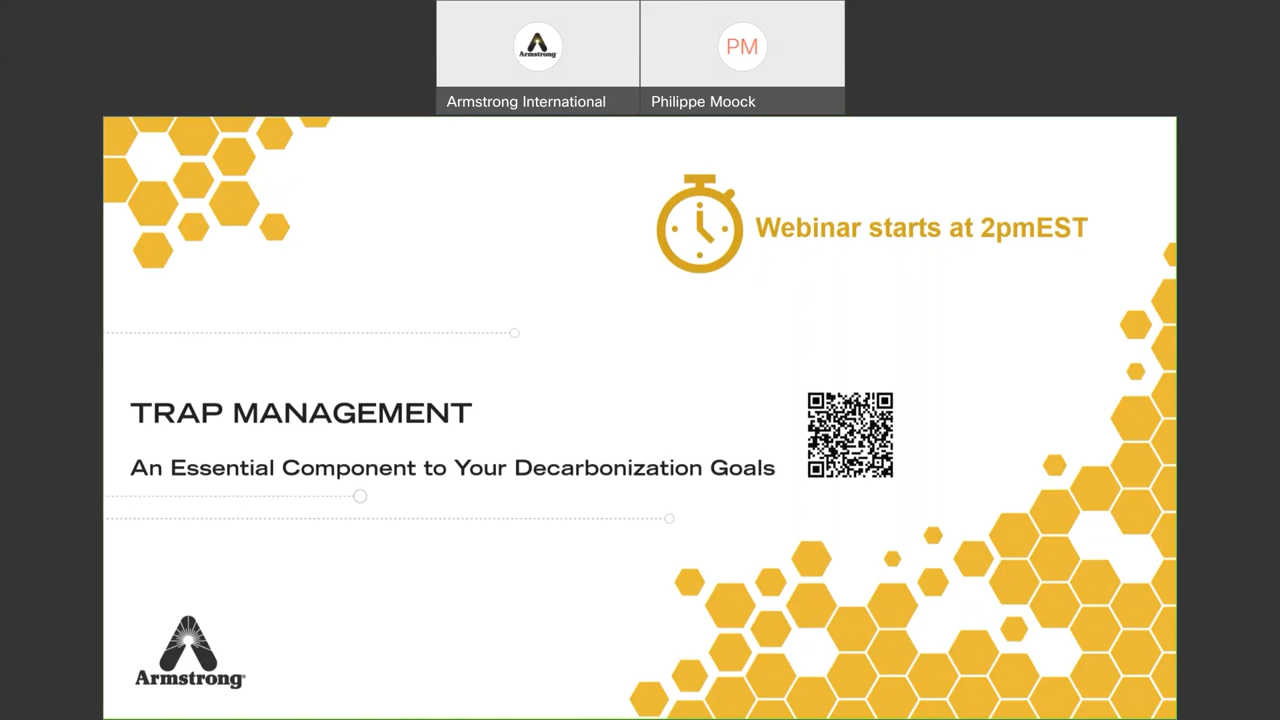 Armstrong
PM
Armstrong International
Philippe Moock
Webinar starts at 2pmEST
TRAP MANAGEMENT
An Essential Component to Your Decarbonization Goals
Armstrong®